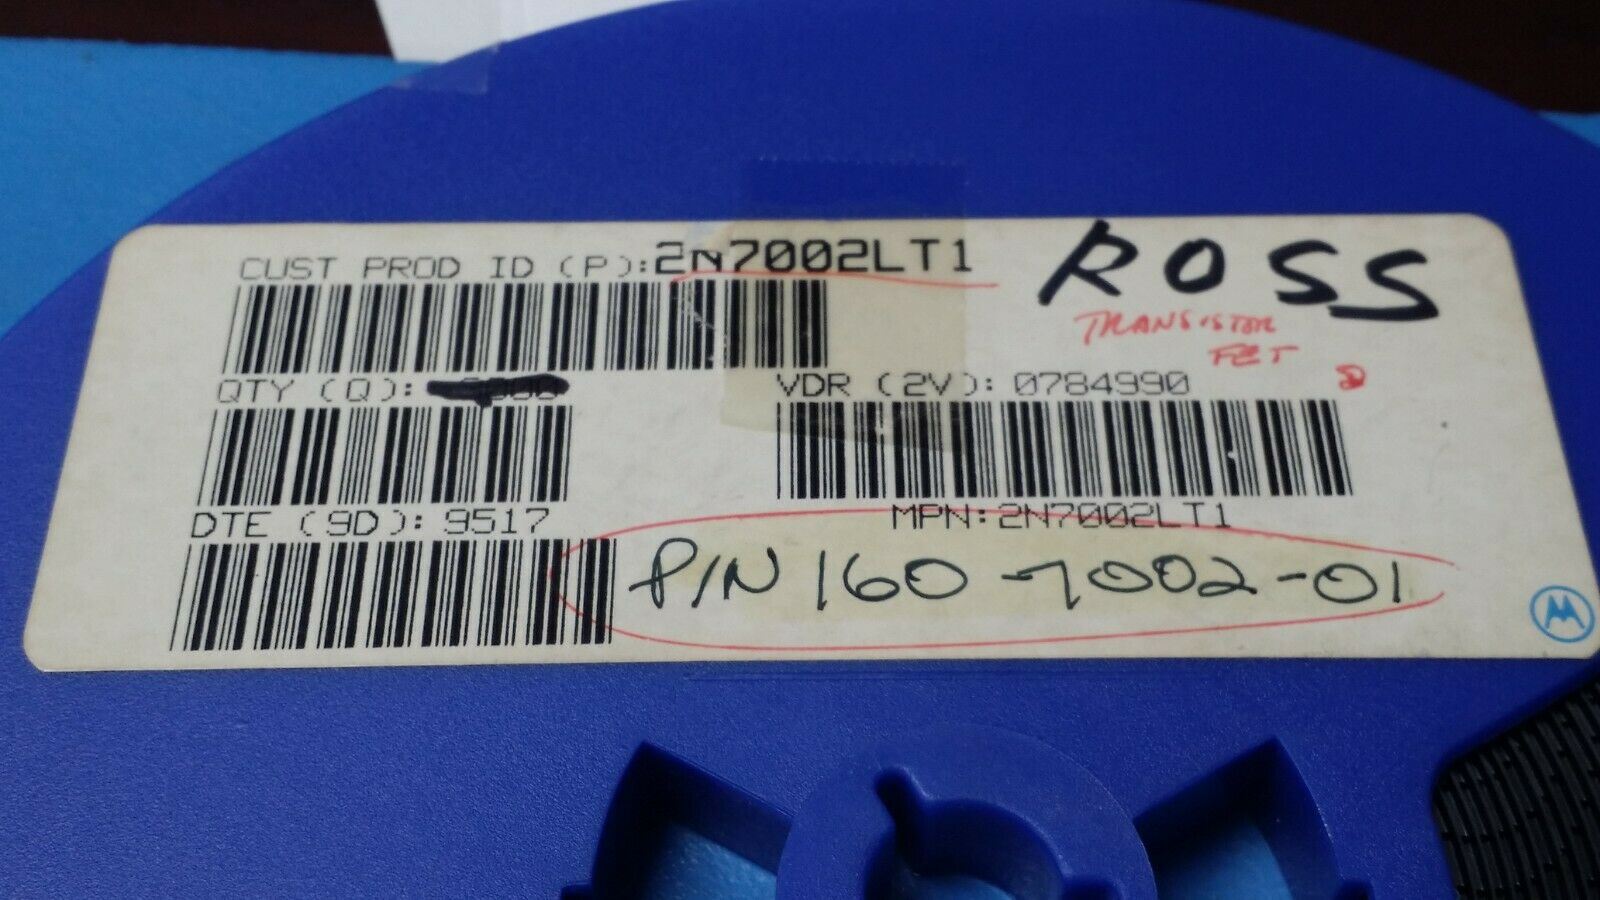 CUST PROD ID (P):2N7002LT1
ROSS
TRANSISTOR
FET
QTY (Q):
VDR (2V): 0784990
DTE (9D): 9517
MPN:2N7002LT1
P/N 160-7002-01